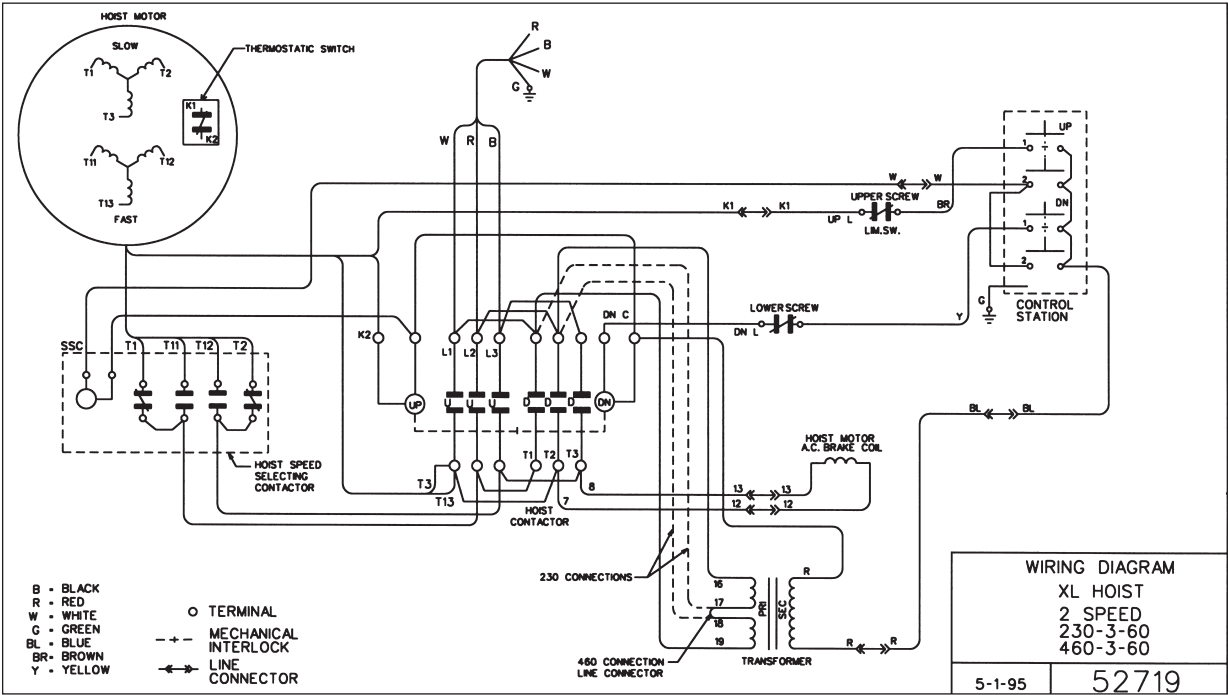 HOIST MOTOR
SLOW
T1
T2
T3
K1
K2
T11
T12
T13
FAST
THERMOSTATIC SWITCH
R
B
W
G
W
R
B
UP
1
2
DN
1
2
G
CONTROL
STATION
W
W
K1
K1
UPPER SCREW
UP L
LIM.SW.
BR
LOWER SCREW
DN L
Y
DN C
SSC
T1
T11
T12
T2
K2
L1
L2
L3
UP
U
U
U
D
D
D
DN
HOIST SPEED
SELECTING
CONTACTOR
T1
T2
T3
T3
T13
7
8
HOIST
CONTACTOR
BL
BL
HOIST MOTOR
A.C. BRAKE COIL
13
13
12
12
230 CONNECTIONS
16
17
18
19
PRI
SEC
R
R
R
TRANSFORMER
460 CONNECTION
LINE CONNECTOR
B - BLACK
R - RED
W - WHITE
G - GREEN
BL - BLUE
BR- BROWN
Y - YELLOW
TERMINAL
MECHANICAL
INTERLOCK
LINE
CONNECTOR
WIRING DIAGRAM
XL HOIST
2 SPEED
230-3-60
460-3-60
5-1-95
52719